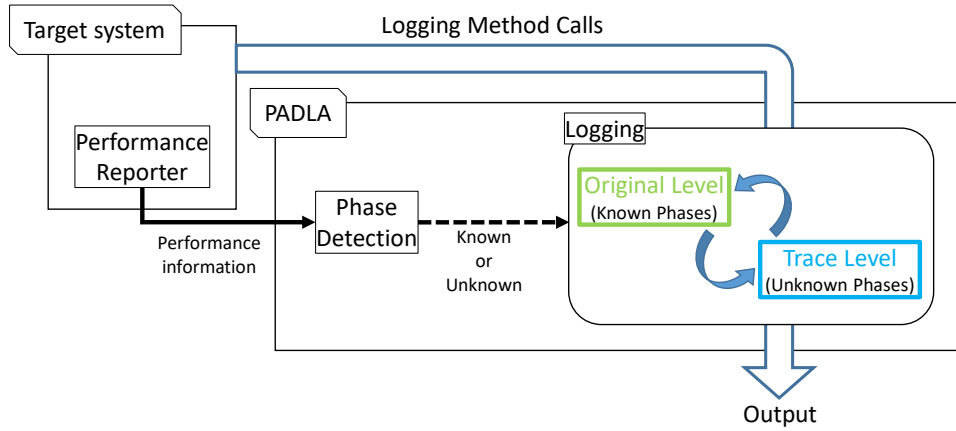 Target system
Logging Method Calls
PADLA
Logging
Performance
Reporter
Original Level
(Known Phases)
Phase
Detection
Performance
information
Known
or
Unknown
Trace Level
(Unknown Phases)
Output